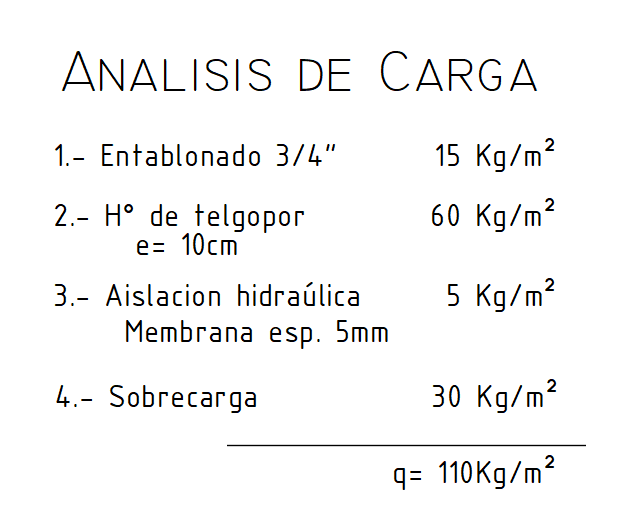 ANALISIS DE CARGA
1.- Entablonado 3/4" 15 Kg/m²
2.- H° de telgopor 60 Kg/m²
e= 10cm
3.- Aislacion hidraúlica 5 Kg/m²
Membrana esp. 5mm
4.- Sobrecarga 30 Kg/m²
q= 110Kg/m²